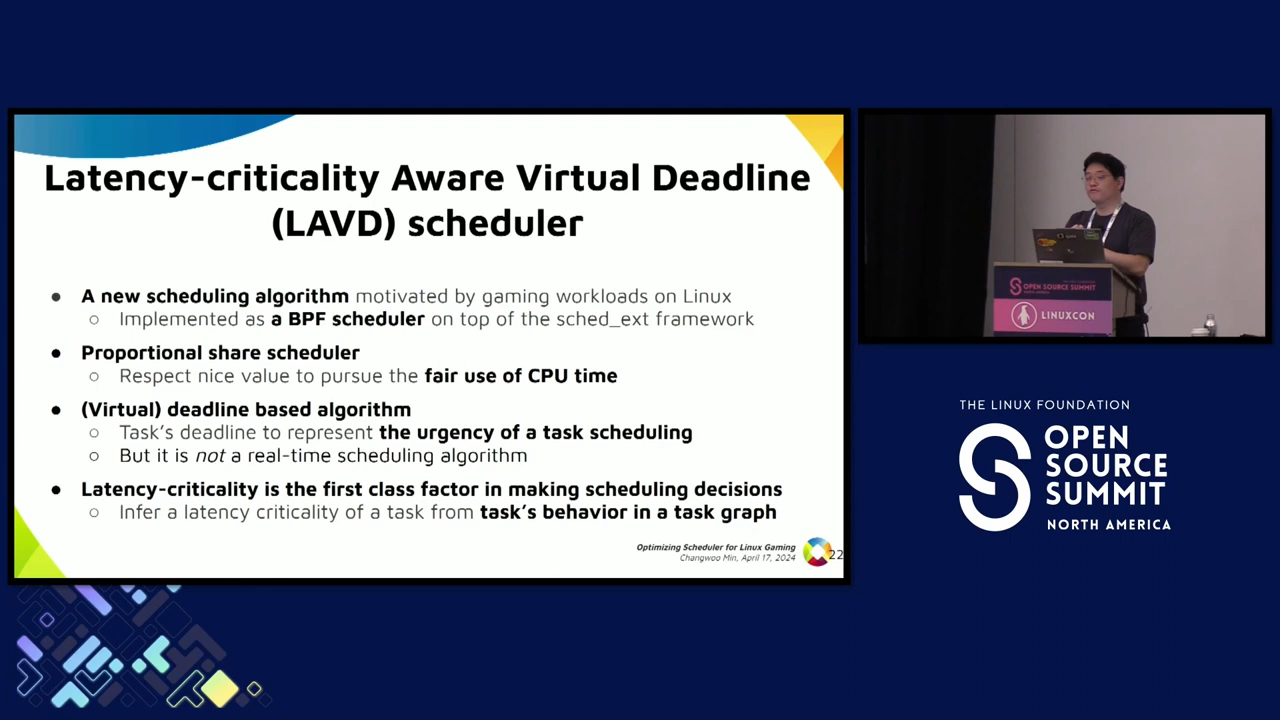 Latency-criticality Aware Virtual Deadline
(LAVD) scheduler
● A new scheduling algorithm motivated by gaming workloads on Linux
○ Implemented as a BPF scheduler on top of the sched_ext framework
● Proportional share scheduler
○ Respect nice value to pursue the fair use of CPU time
● (Virtual) deadline based algorithm
○ Task's deadline to represent the urgency of a task scheduling
○ But it is not a real-time scheduling algorithm
● Latency-criticality is the first class factor in making scheduling decisions
○ Infer a latency criticality of a task from task's behavior in a task graph
Optimizing Scheduler for Linux Gaming
Changwoo Min, April 17, 2024
22
OPEN SOURCE SUMMIT
LINUXCON
THE LINUX FOUNDATION
OPEN
SOURCE
SUMMIT
NORTH AMERICA